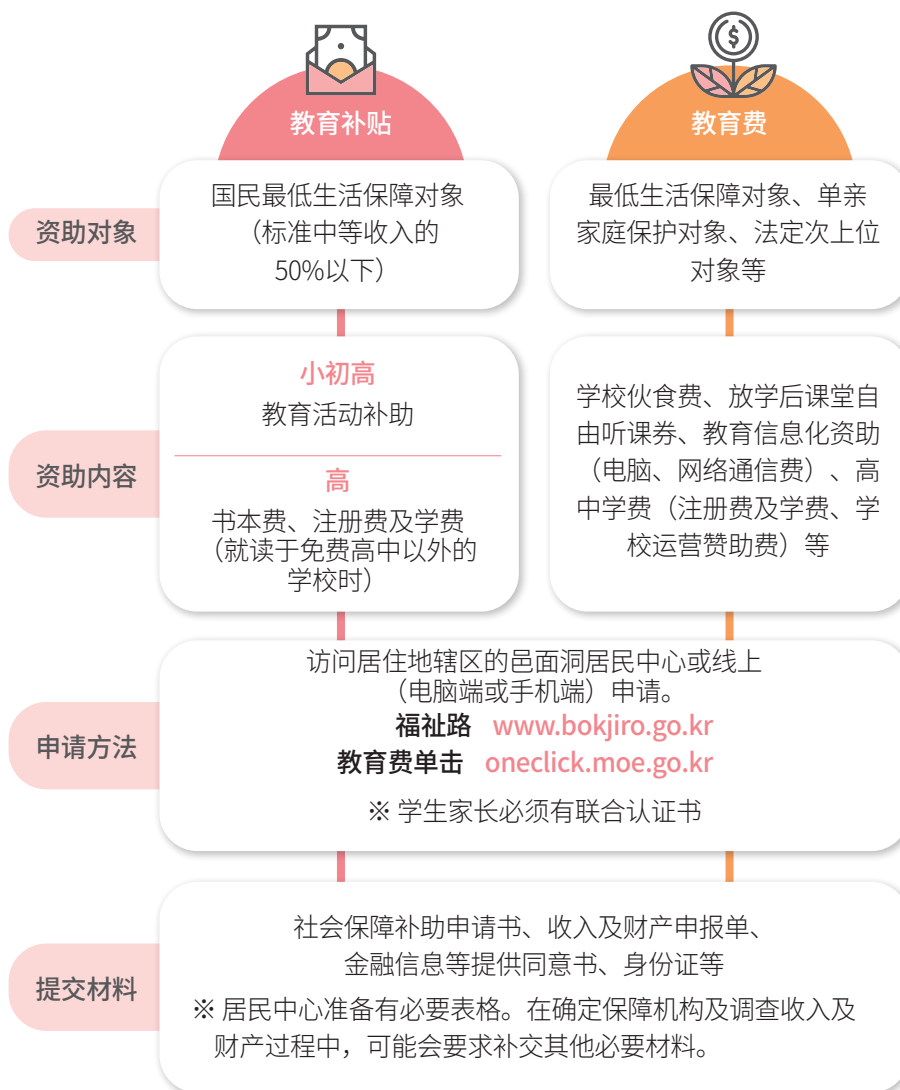 $
教育补贴
教育费
资助对象
国民最低生活保障对象
（标准中等收入的
50%以下）
最低生活保障对象、单亲
家庭保护对象、法定次上位
对象等
资助内容
小初高
教育活动补助
高
书本费、注册费及学费
（就读于免费高中以外的
学校时）
学校伙食费、放学后课堂自
由听课券、教育信息化资助
（电脑、网络通信费）、高
中学费（注册费及学费、学
校运营赞助费）等
申请方法
访问居住地辖区的邑面洞居民中心或线上
（电脑端或手机端）申请。
福祉路 www.bokjiro.go.kr
教育费单击 oneclick.moe.go.kr
※ 学生家长必须有联合认证书
提交材料
社会保障补助申请书、收入及财产申报单、
金融信息等提供同意书、身份证等
※ 居民中心准备有必要表格。在确定保障机构及调查收入及
财产过程中，可能会要求补交其他必要材料。